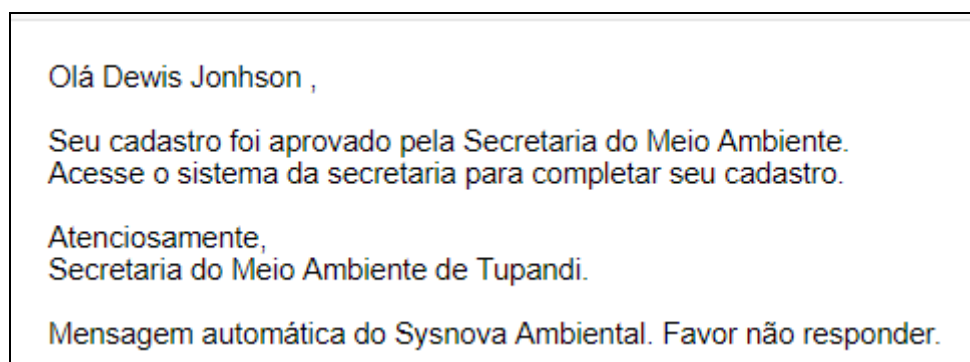 Olá Dewis Jonhson ,
Seu cadastro foi aprovado pela Secretaria do Meio Ambiente.
Acesse o sistema da secretaria para completar seu cadastro.
Atenciosamente,
Secretaria do Meio Ambiente de Tupandi.
Mensagem automática do Sysnova Ambiental. Favor não responder.